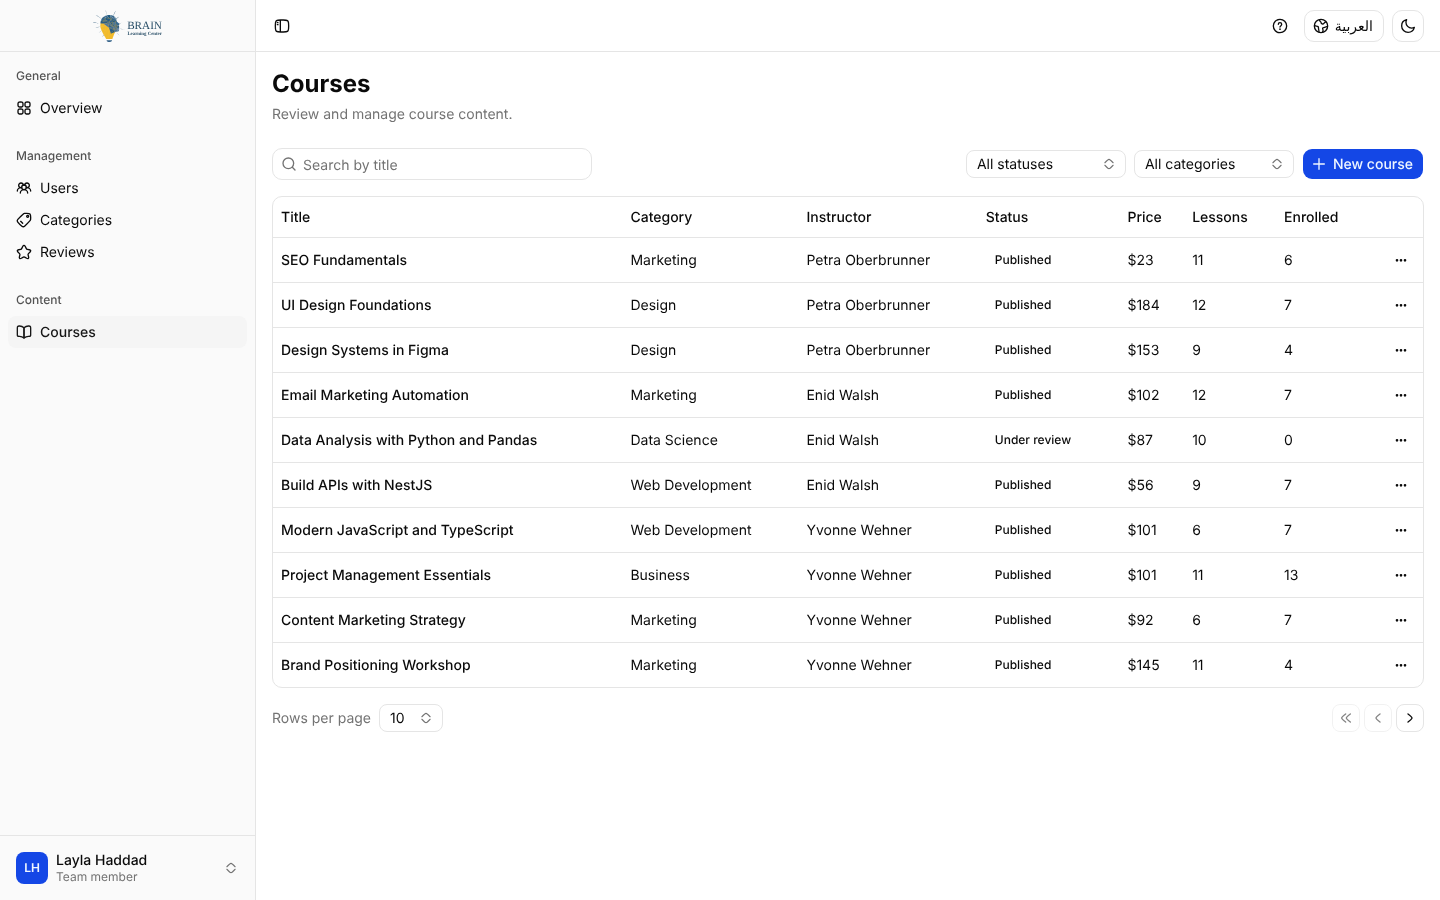 BRAIN
Learning Center
العربية
General
Overview
Management
Users
Categories
Reviews
Content
Courses
Courses
Review and manage course content.
Search by title
All statuses
All categories
New course
Title Category Instructor Status Price Lessons Enrolled
SEO Fundamentals Marketing Petra Oberbrunner Published $23 11 6
UI Design Foundations Design Petra Oberbrunner Published $184 12 7
Design Systems in Figma Design Petra Oberbrunner Published $153 9 4
Email Marketing Automation Marketing Enid Walsh Published $102 12 7
Data Analysis with Python and Pandas Data Science Enid Walsh Under review $87 10 0
Build APIs with NestJS Web Development Enid Walsh Published $56 9 7
Modern JavaScript and TypeScript Web Development Yvonne Wehner Published $101 6 7
Project Management Essentials Business Yvonne Wehner Published $101 11 13
Content Marketing Strategy Marketing Yvonne Wehner Published $92 6 7
Brand Positioning Workshop Marketing Yvonne Wehner Published $145 11 4
Rows per page 10
LH
Layla Haddad
Team member